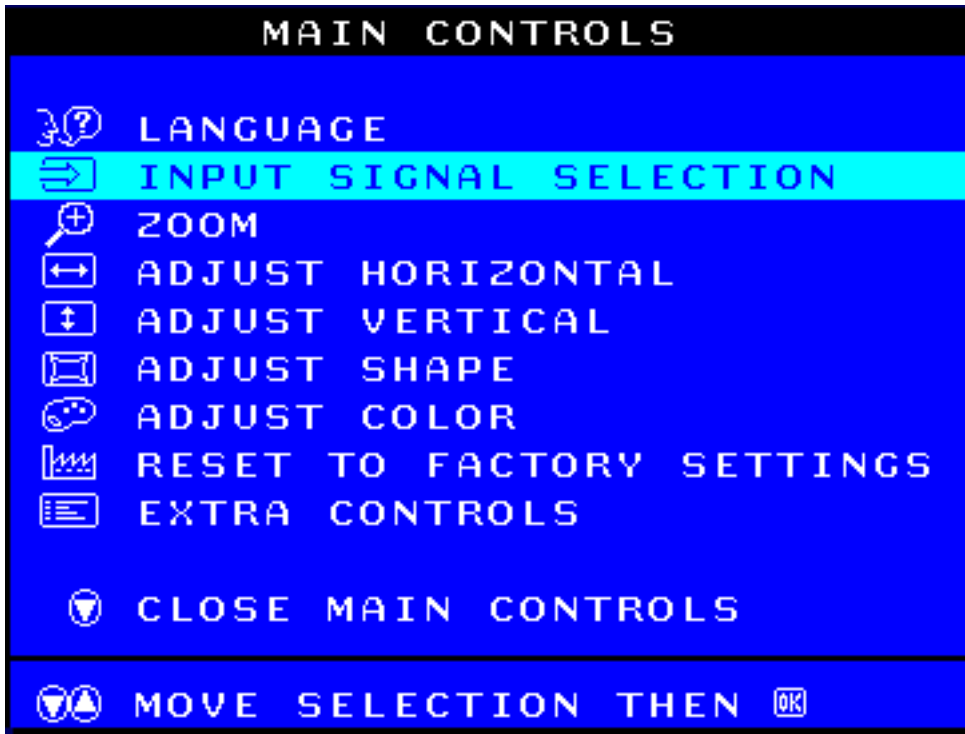 MAIN CONTROLS
LANGUAGE
INPUT SIGNAL SELECTION
ZOOM
ADJUST HORIZONTAL
ADJUST VERTICAL
ADJUST SHAPE
ADJUST COLOR
RESET TO FACTORY SETTINGS
EXTRA CONTROLS
CLOSE MAIN CONTROLS
MOVE SELECTION THEN OK